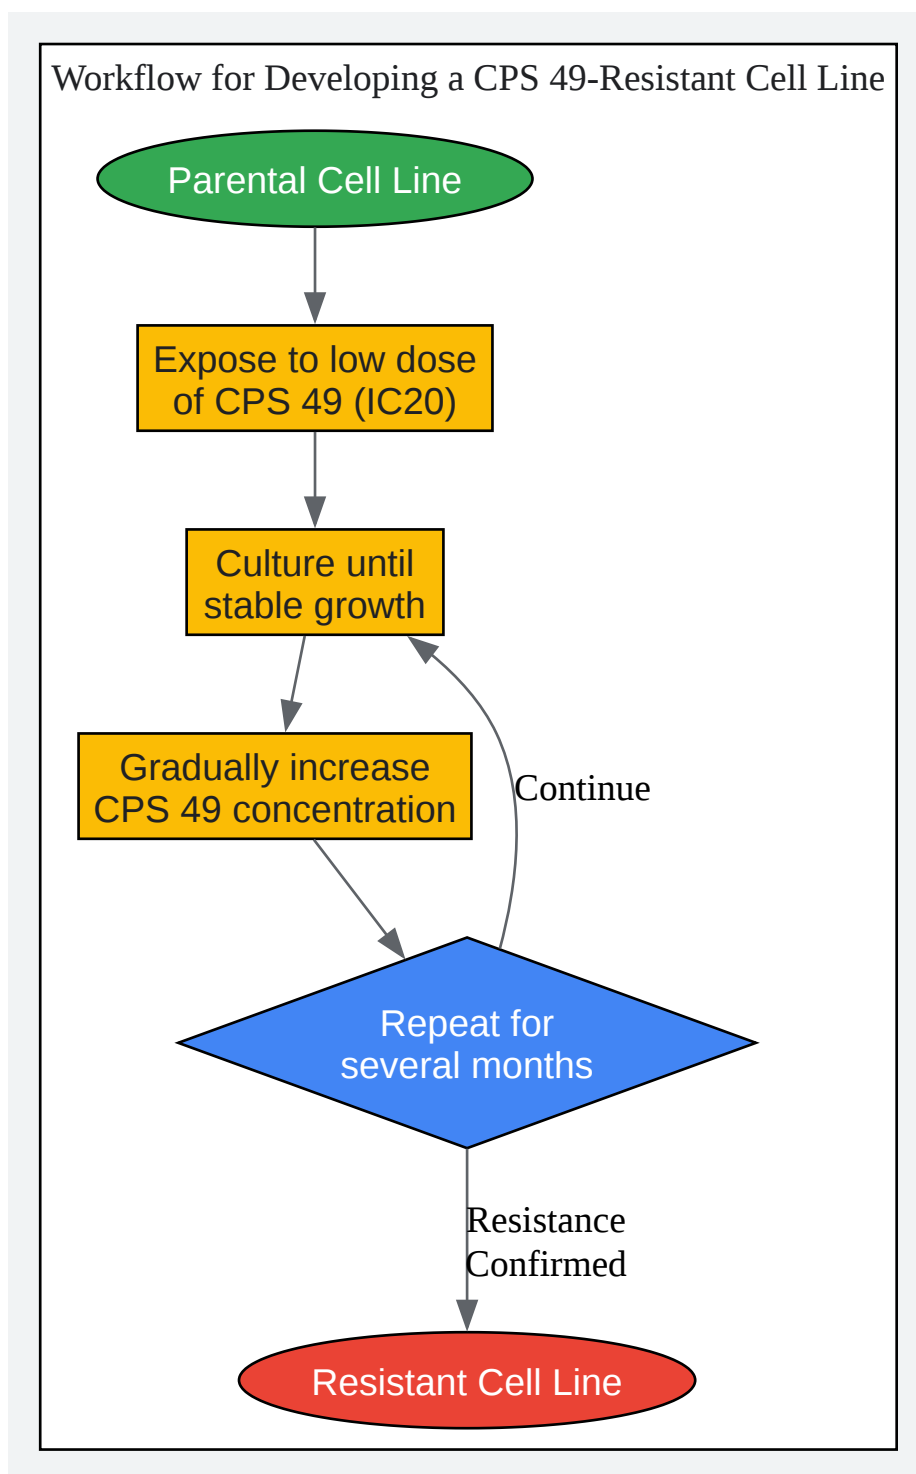 Workflow for Developing a CPS 49-Resistant Cell Line
Parental Cell Line
Expose to low dose
of CPS 49 (IC20)
Culture until
stable growth
Gradually increase
CPS 49 concentration
Continue
Repeat for
several months
Resistance
Confirmed
Resistant Cell Line